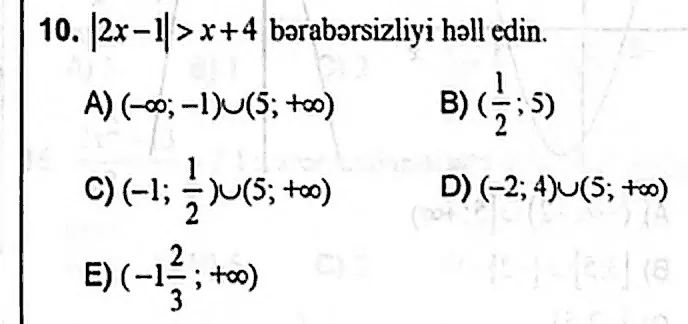 10. |2x−1| > x+4 bərabərsizliyi həll edin.
A) (−∞; −1)∪(5; +∞) B) (1/2; 5)
C) (−1; 1/2)∪(5; +∞) D) (−2; 4)∪(5; +∞)
E) (−1 2/3; +∞)